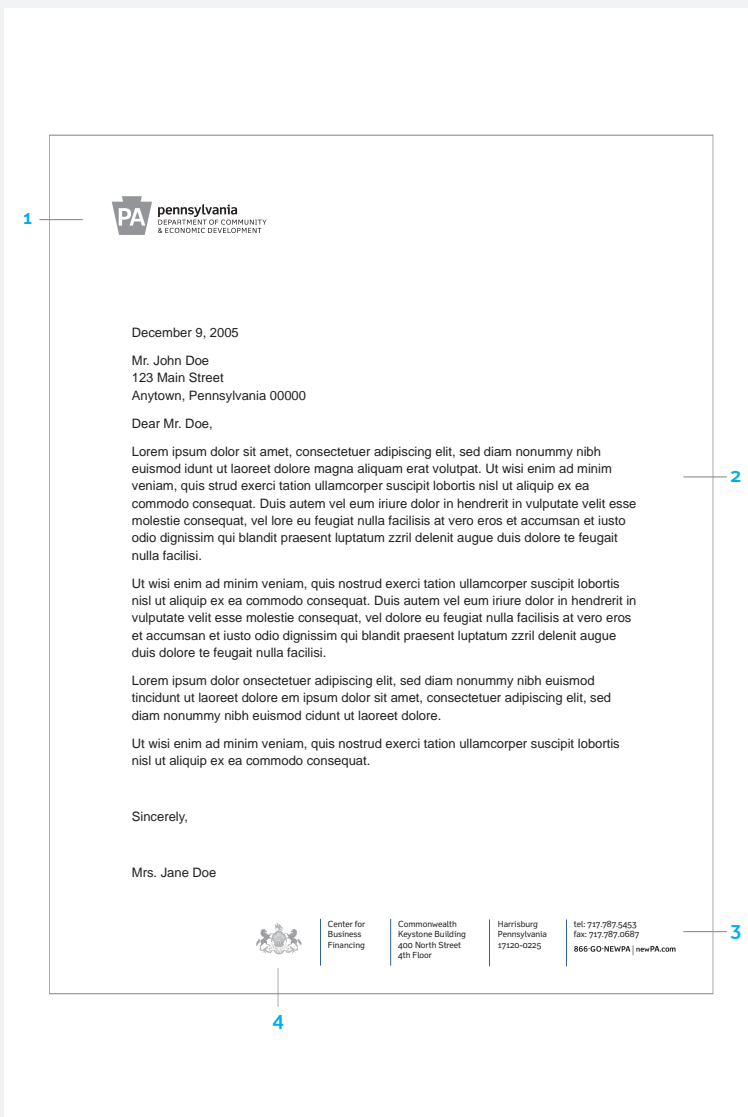 1
PA
pennsylvania
DEPARTMENT OF COMMUNITY
& ECONOMIC DEVELOPMENT
December 9, 2005
Mr. John Doe
123 Main Street
Anytown, Pennsylvania 00000
Dear Mr. Doe,
Lorem ipsum dolor sit amet, consectetuer adipiscing elit, sed diam nonummy nibh
euismod idunt ut laoreet dolore magna aliquam erat volutpat. Ut wisi enim ad minim
veniam, quis strud exerci tation ullamcorper suscipit lobortis nisl ut aliquip ex ea
commodo consequat. Duis autem vel eum iriure dolor in hendrerit in vulputate velit esse
molestie consequat, vel lore eu feugiat nulla facilisis at vero eros et accumsan et iusto
odio dignissim qui blandit praesent luptatum zzril delenit augue duis dolore te feugait
nulla facilisi.
2
Ut wisi enim ad minim veniam, quis nostrud exerci tation ullamcorper suscipit lobortis
nisl ut aliquip ex ea commodo consequat. Duis autem vel eum iriure dolor in hendrerit in
vulputate velit esse molestie consequat, vel dolore eu feugiat nulla facilisis at vero eros
et accumsan et iusto odio dignissim qui blandit praesent luptatum zzril delenit augue
duis dolore te feugait nulla facilisi.
Lorem ipsum dolor onsectetuer adipiscing elit, sed diam nonummy nibh euismod
tincidunt ut laoreet dolore em ipsum dolor sit amet, consectetuer adipiscing elit, sed
diam nonummy nibh euismod cidunt ut laoreet dolore.
Ut wisi enim ad minim veniam, quis nostrud exerci tation ullamcorper suscipit lobortis
nisl ut aliquip ex ea commodo consequat.
Sincerely,
Mrs. Jane Doe
Center for
Business
Financing
Commonwealth
Keystone Building
400 North Street
4th Floor
Harrisburg
Pennsylvania
17120-0225
tel: 717.787.5453
fax: 717.787.0687
866·GO·NEWPA | newPA.com
3
4